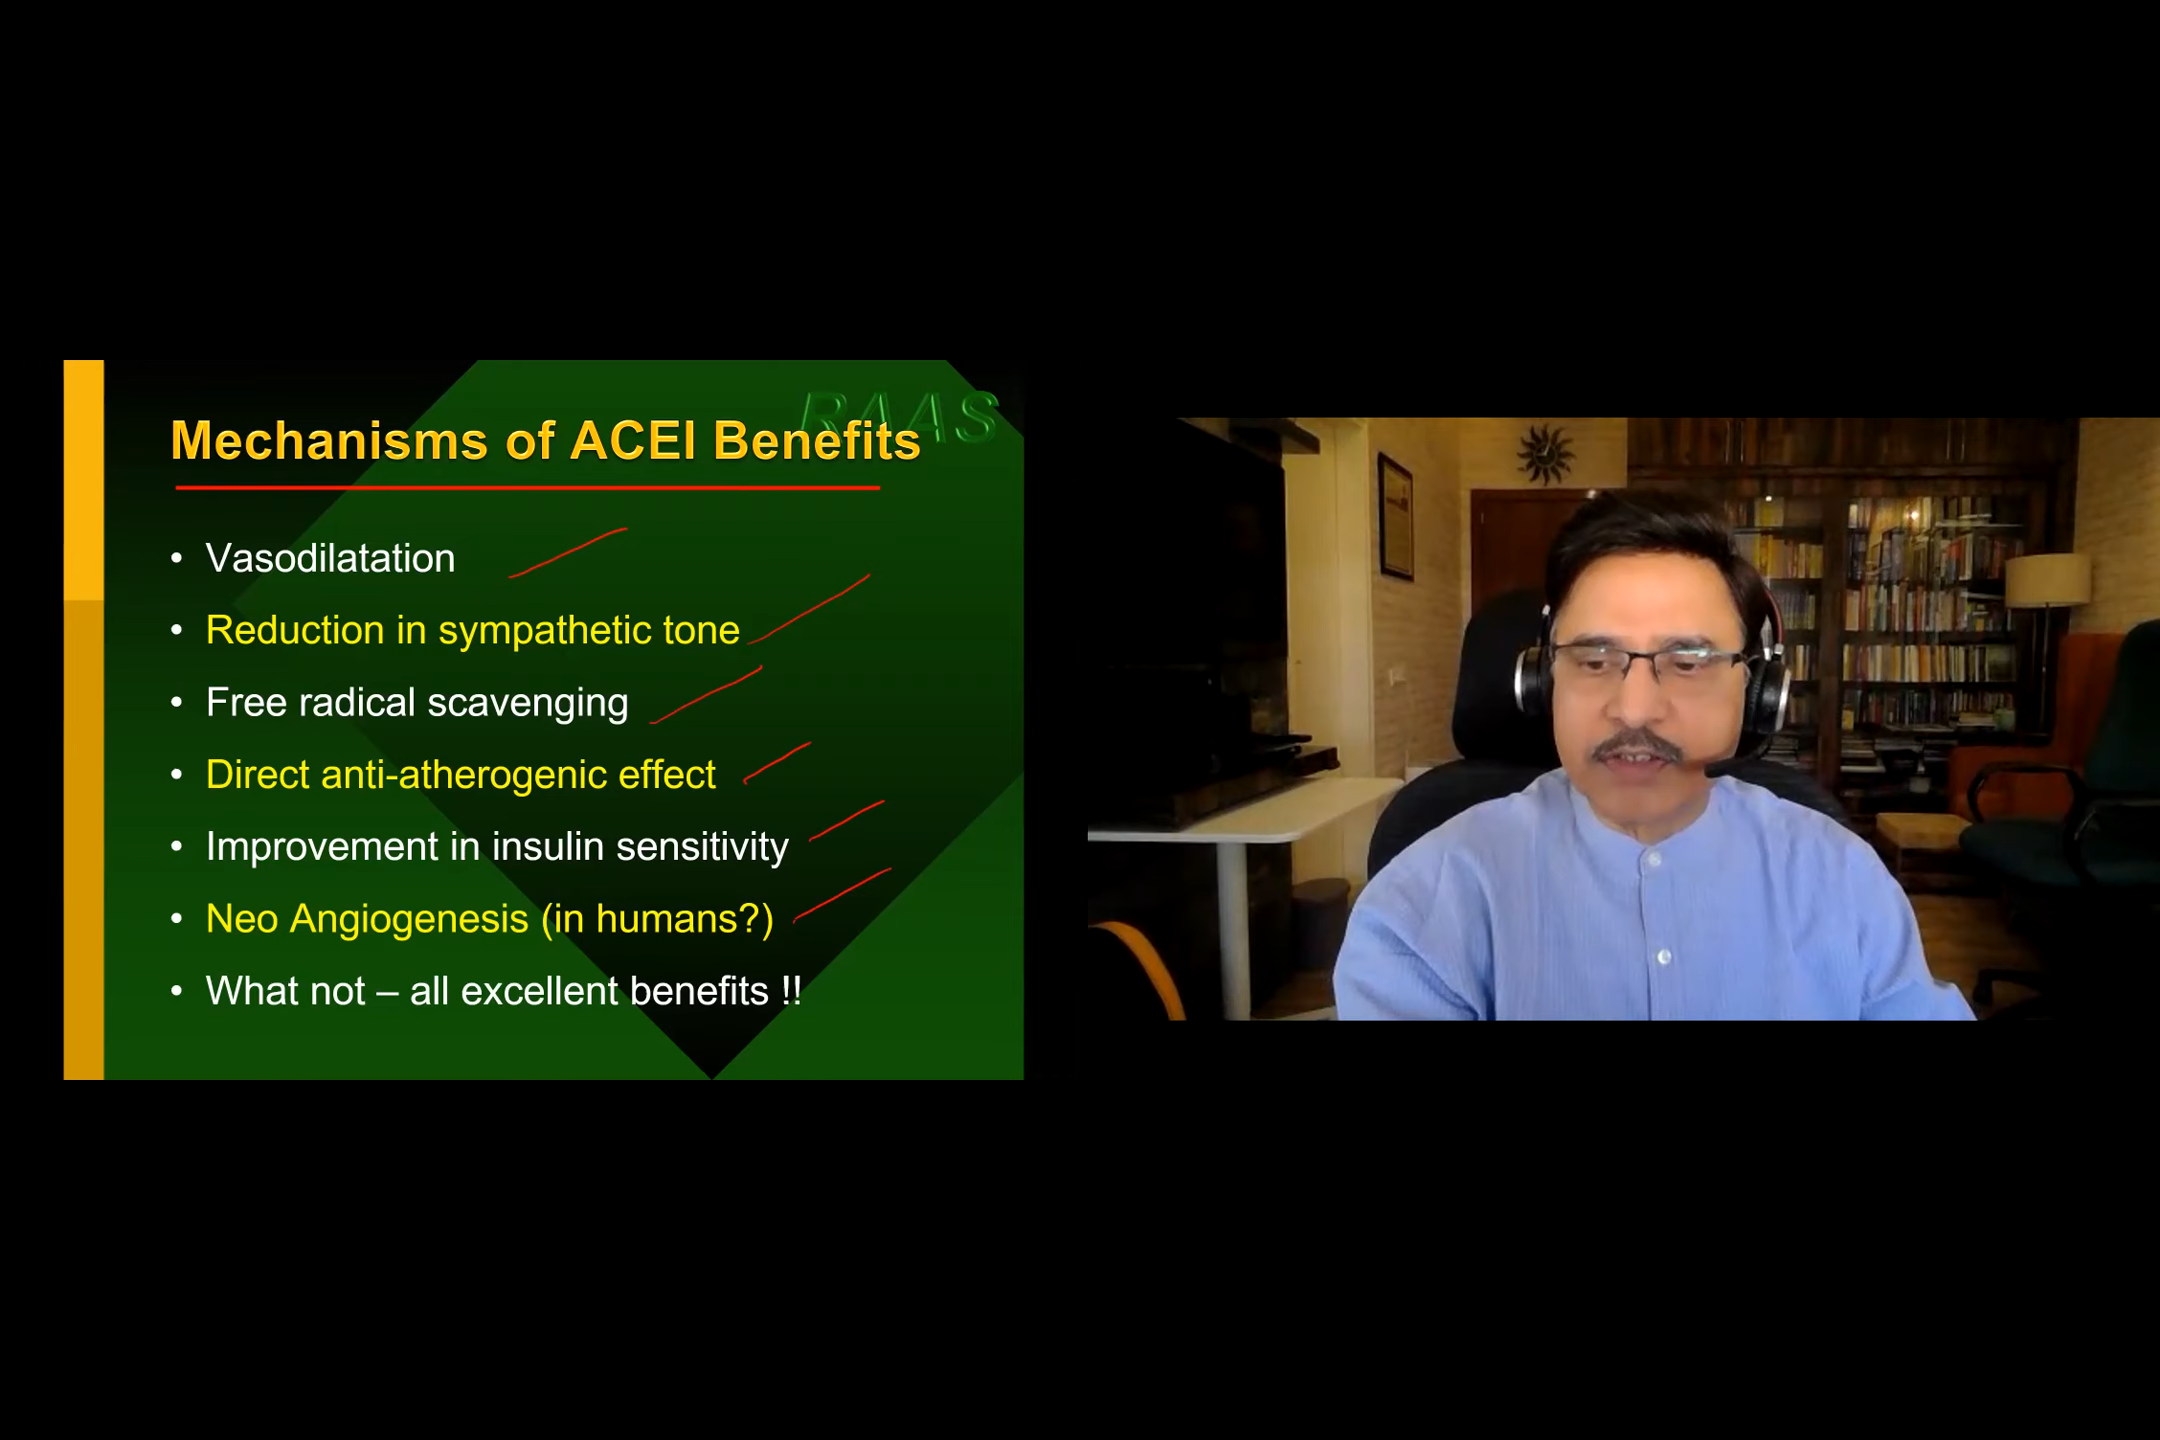 RAAS
Mechanisms of ACEI Benefits
• Vasodilatation
• Reduction in sympathetic tone
• Free radical scavenging
• Direct anti-atherogenic effect
• Improvement in insulin sensitivity
• Neo Angiogenesis (in humans?)
• What not – all excellent benefits !!